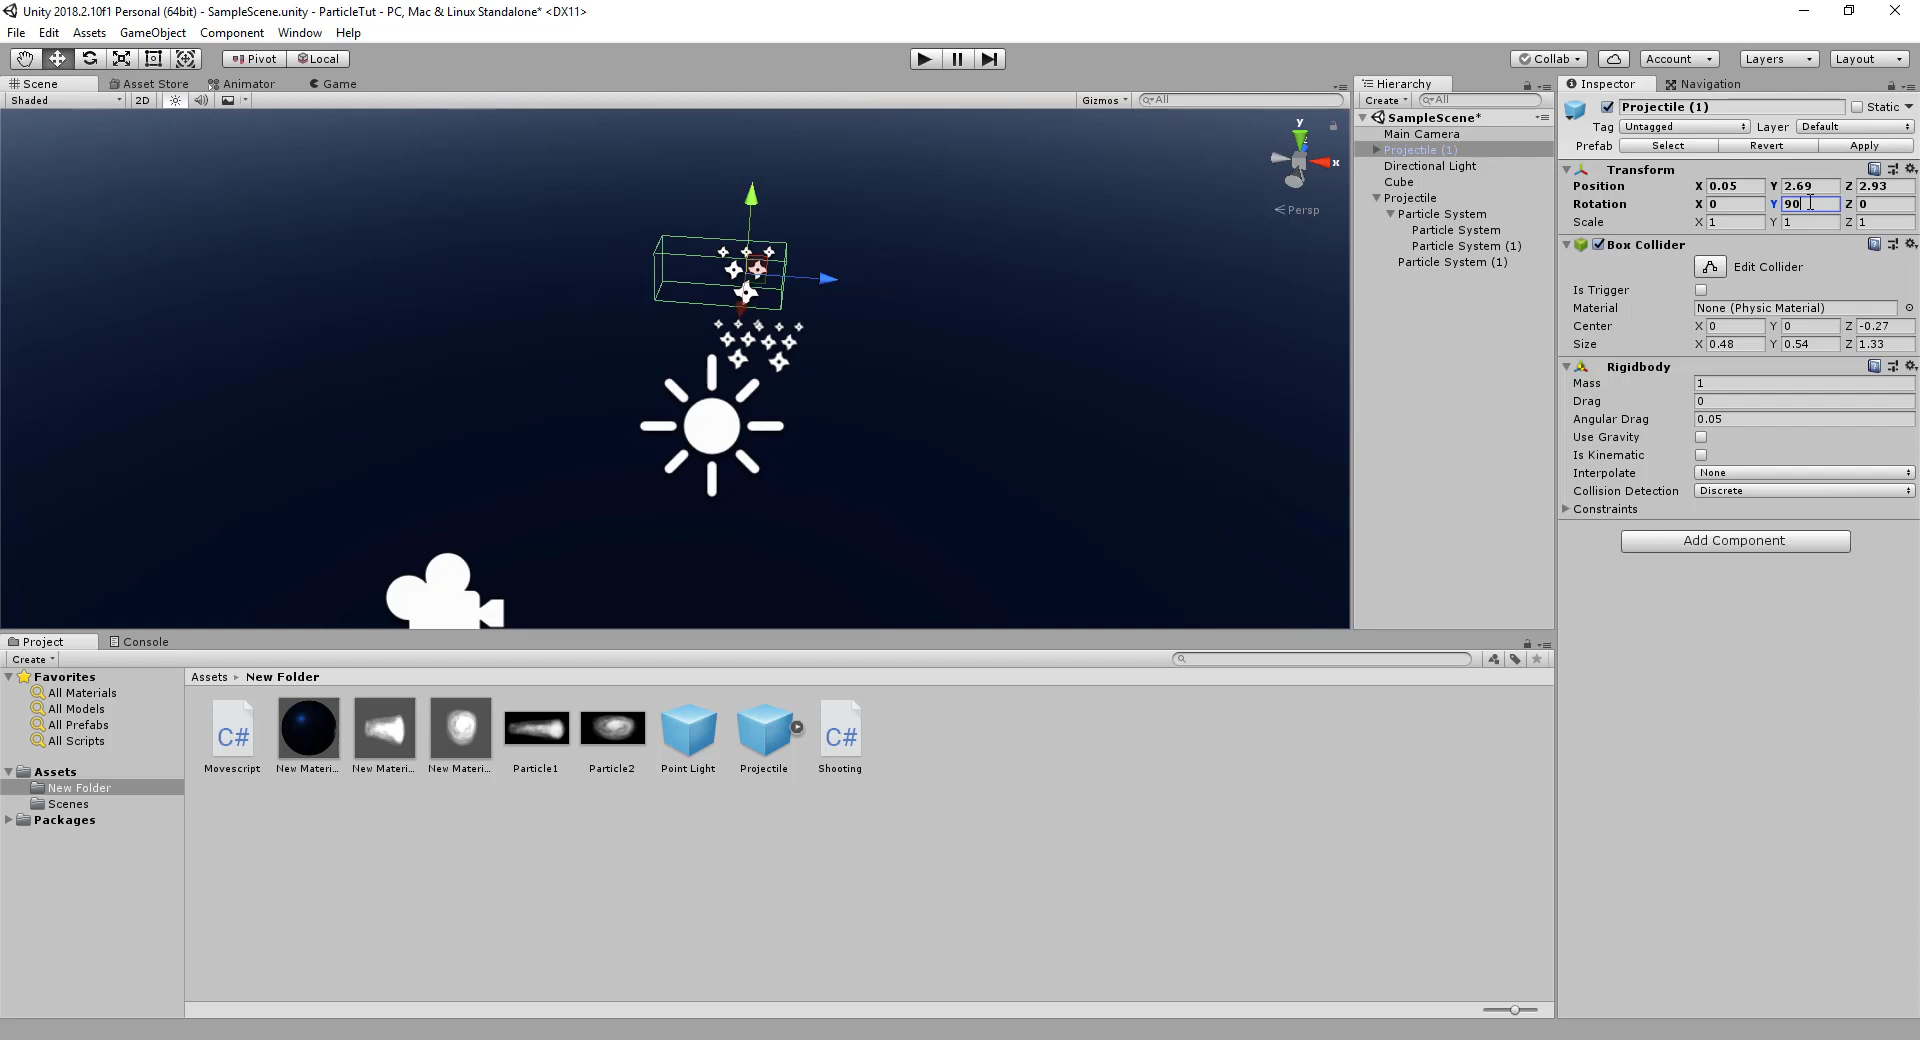 Unity 2018.2.10f1 Personal (64bit) - SampleScene.unity - ParticleTut - PC, Mac & Linux Standalone* <DX11>
File Edit Assets GameObject Component Window Help
Pivot Local Collab Account Layers Layout
Scene Asset Store Animator Game
Shaded 2D Gizmos All
y
x
Persp
Hierarchy
Create All
SampleScene*
Main Camera
Projectile (1)
Directional Light
Cube
Projectile
Particle System
Particle System
Particle System (1)
Particle System (1)
Inspector Navigation
Projectile (1) Static
Tag Untagged Layer Default
Prefab Select Revert Apply
Transform
Position X 0.05 Y 2.69 Z 2.93
Rotation X 0 Y 90 Z 0
Scale X 1 Y 1 Z 1
Box Collider
Edit Collider
Is Trigger
Material None (Physic Material)
Center X 0 Y 0 Z -0.27
Size X 0.48 Y 0.54 Z 1.33
Rigidbody
Mass 1
Drag 0
Angular Drag 0.05
Use Gravity
Is Kinematic
Interpolate None
Collision Detection Discrete
Constraints
Add Component
Project Console
Create
Favorites
All Materials
All Models
All Prefabs
All Scripts
Assets
New Folder
Scenes
Packages
Assets New Folder
C# C#
Movescript New Materi... New Materi... New Materi... Particle1 Particle2 Point Light Projectile Shooting